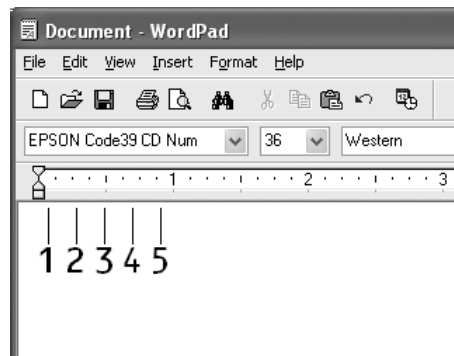 Document - WordPad
File Edit View Insert Format Help
EPSON Code39 CD Num 36 Western
1 2 3
1 2 3 4 5